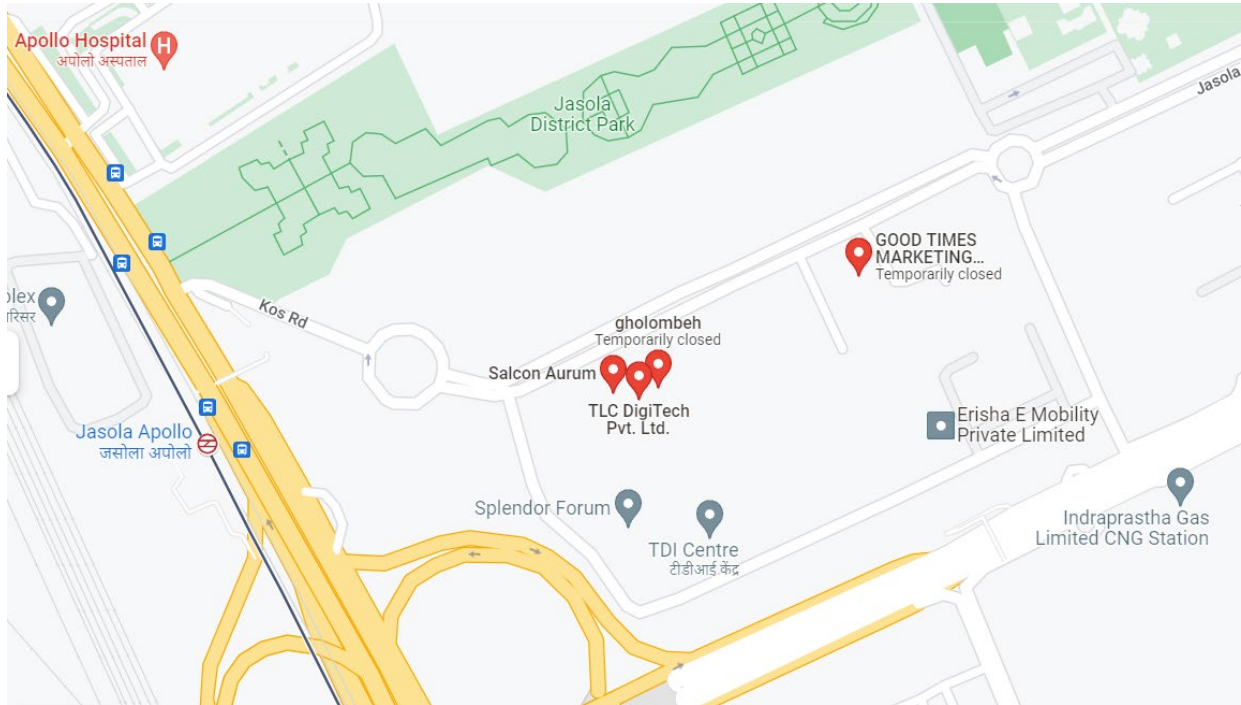 Apollo Hospital
अपोलो अस्पताल
H
Jasola
District Park
Jasola
GOOD TIMES
MARKETING...
Temporarily closed
Kos Rd
gholombeh
Temporarily closed
Salcon Aurum
TLC DigiTech
Pvt. Ltd.
Erisha E Mobility
Private Limited
Jasola Apollo
जसोला अपोलो
Splendor Forum
TDI Centre
टीडीआई केंद्र
Indraprastha Gas
Limited CNG Station